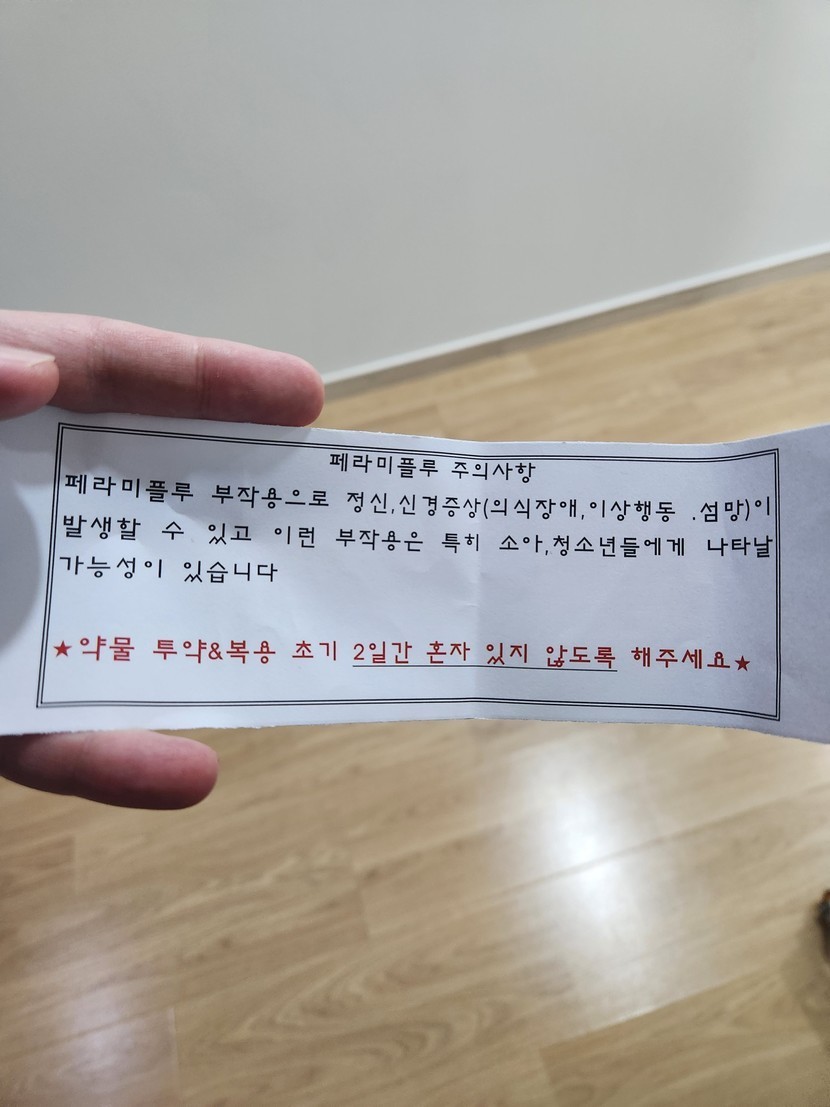 페라미플루 주의사항
페라미플루 부작용으로 정신,신경증상(의식장애,이상행동 .섬망)이
발생할 수 있고 이런 부작용은 특히 소아,청소년들에게 나타날
가능성이 있습니다
★약물 투약&복용 초기 2일간 혼자 있지 않도록 해주세요★